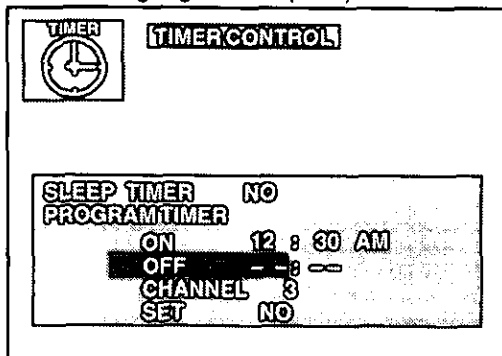 TIMER
TIMER CONTROL
SLEEP TIMER NO
PROGRAM TIMER
ON 12 : 30 AM
OFF - - : - -
CHANNEL 3
SET NO